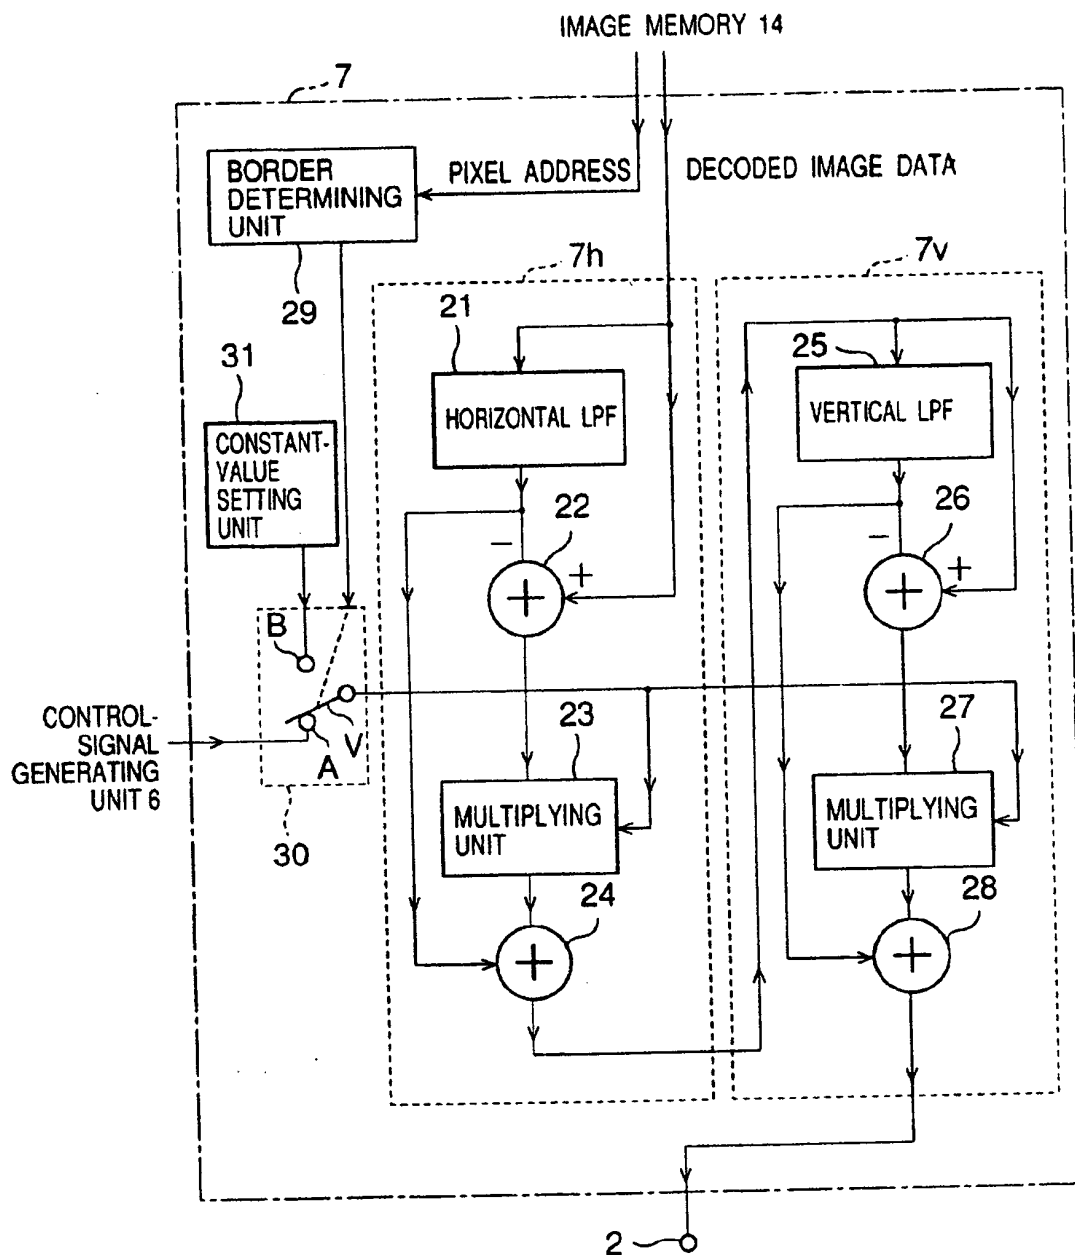 IMAGE MEMORY 14
7
BORDER
DETERMINING
UNIT
PIXEL ADDRESS
DECODED IMAGE DATA
29
7h
7v
21
HORIZONTAL LPF
25
VERTICAL LPF
31
CONSTANT-
VALUE
SETTING
UNIT
22
−
+
+
26
−
+
+
B
A
V
30
CONTROL-
SIGNAL
GENERATING
UNIT 6
23
MULTIPLYING
UNIT
27
MULTIPLYING
UNIT
24
+
28
+
2